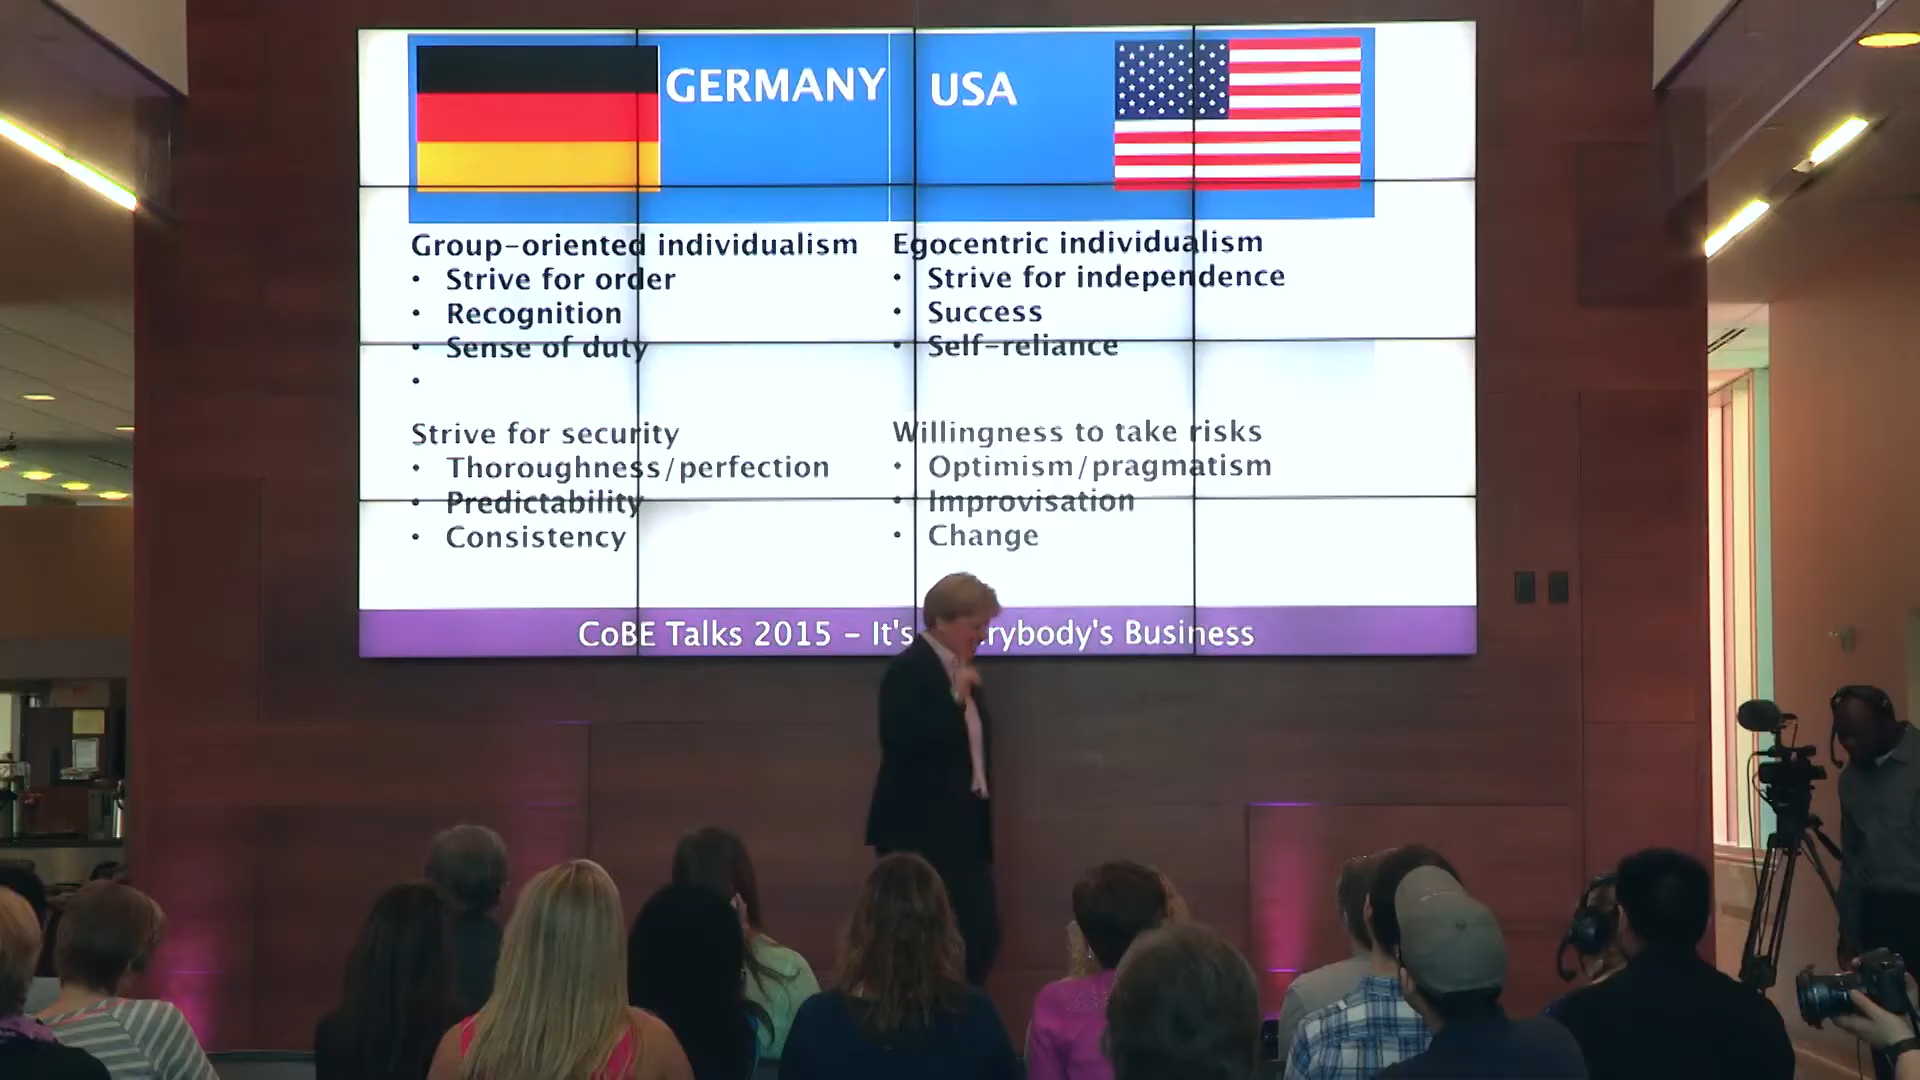 GERMANY
USA
Group-oriented individualism
• Strive for order
• Recognition
• Sense of duty
•
Strive for security
• Thoroughness/perfection
• Predictability
• Consistency
Egocentric individualism
• Strive for independence
• Success
• Self-reliance
Willingness to take risks
• Optimism/pragmatism
• Improvisation
• Change
CoBE Talks 2015 – It's rybody's Business